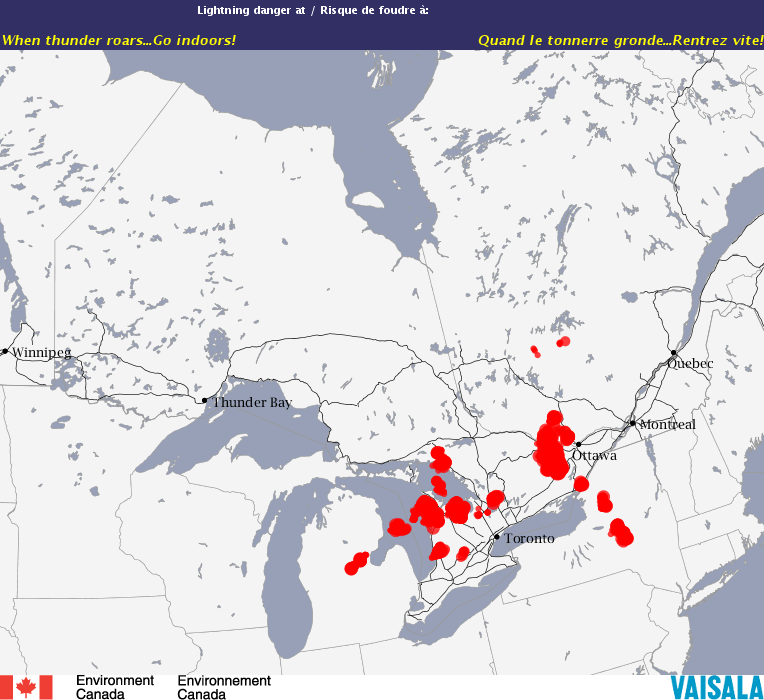 Lightning danger at / Risque de foudre à:
When thunder roars...Go indoors! Quand le tonnerre gronde...Rentrez vite!
Winnipeg
Quebec
Thunder Bay
Montreal
Ottawa
Toronto
Environment Environnement
Canada Canada
VAISALA